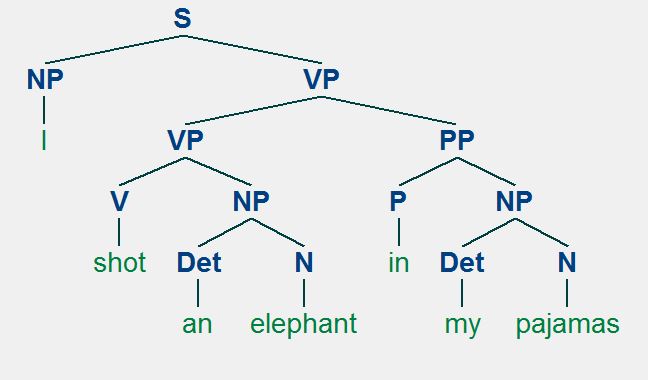 S
NP VP
I VP PP
V NP P NP
shot Det N in Det N
an elephant my pajamas